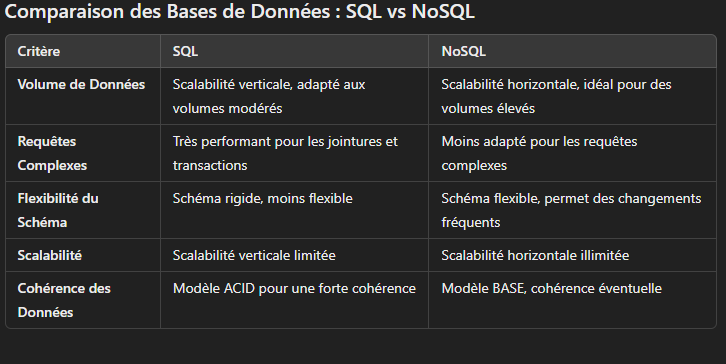 Comparaison des Bases de Données : SQL vs NoSQL
Critère SQL NoSQL
Volume de Données Scalabilité verticale, adapté aux Scalabilité horizontale, idéal pour des
volumes modérés volumes élevés
Requêtes Très performant pour les jointures et Moins adapté pour les requêtes
Complexes transactions complexes
Flexibilité du Schéma rigide, moins flexible Schéma flexible, permet des changements
Schéma fréquents
Scalabilité Scalabilité verticale limitée Scalabilité horizontale illimitée
Cohérence des Modèle ACID pour une forte cohérence Modèle BASE, cohérence éventuelle
Données